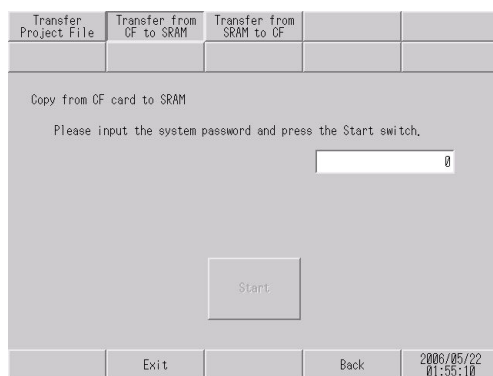 Transfer
Project File
Transfer from
CF to SRAM
Transfer from
SRAM to CF
Copy from CF card to SRAM
Please input the system password and press the Start switch.
0
Start
Exit
Back
2006/05/22
01:55:10